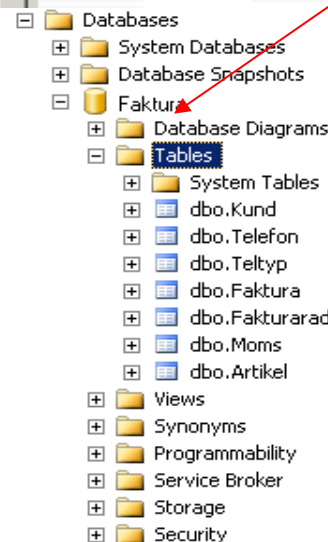 Databases
System Databases
Database Snapshots
Faktura
Database Diagrams
Tables
System Tables
dbo.Kund
dbo.Telefon
dbo.Teltyp
dbo.Faktura
dbo.Fakturarad
dbo.Moms
dbo.Artikel
Views
Synonyms
Programmability
Service Broker
Storage
Security